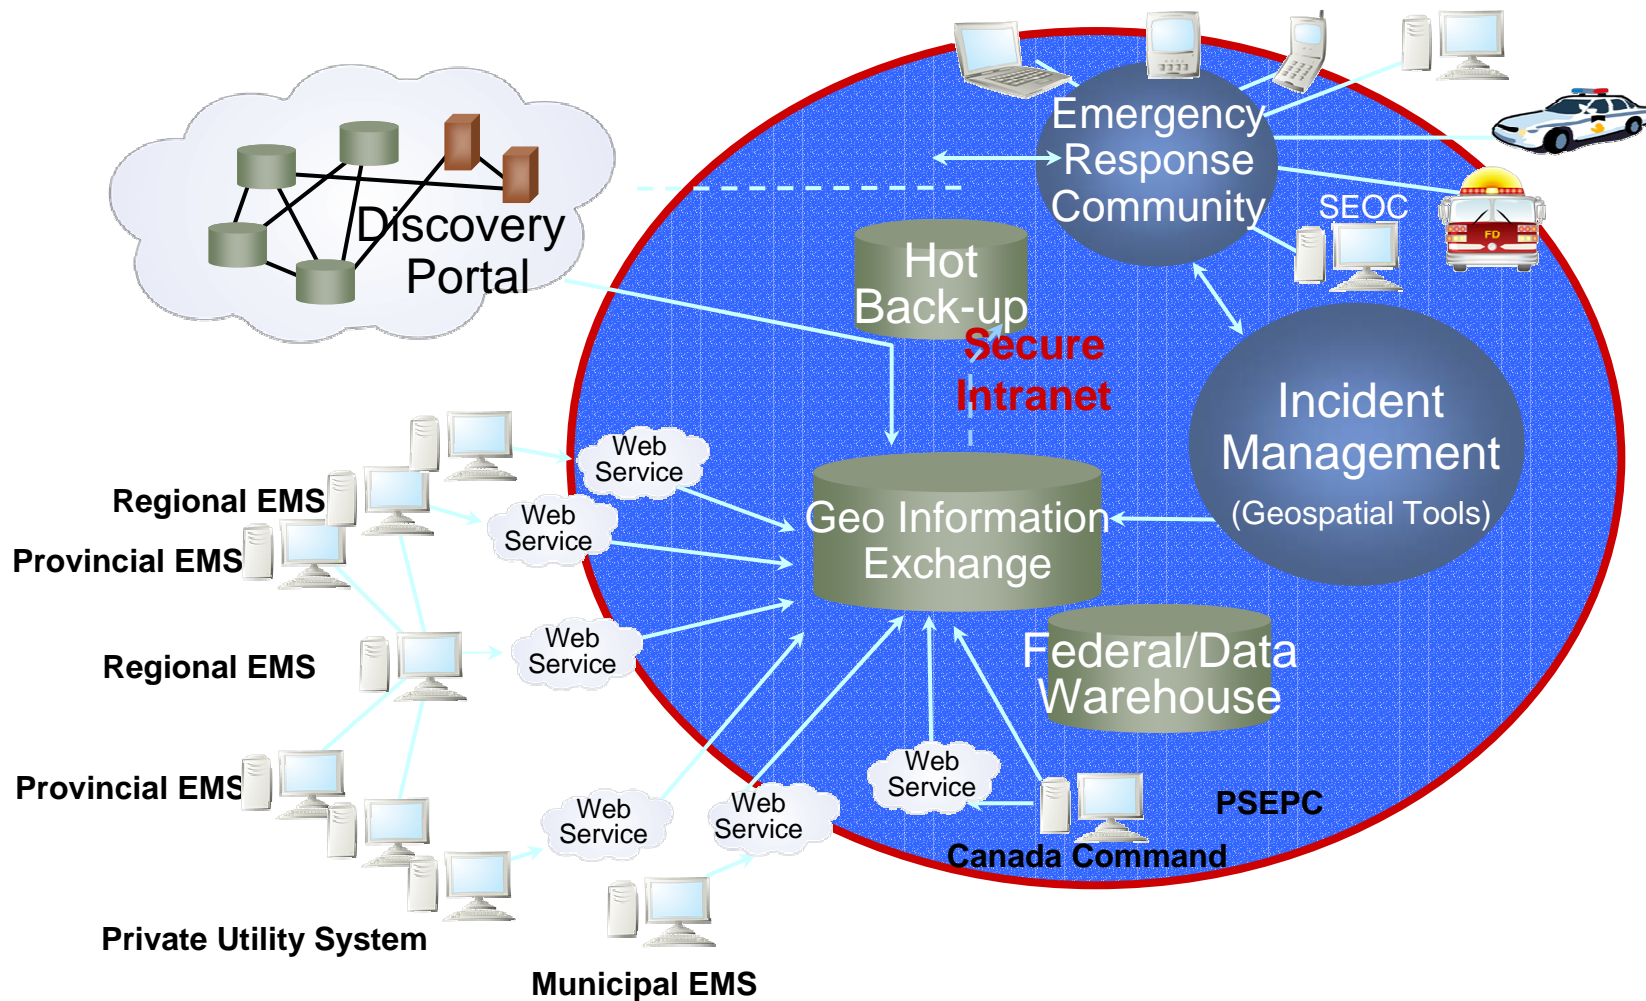 Emergency
Response
Community
SEOC
FD
Discovery
Portal
Hot
Back-up
Secure
Intranet
Incident
Management
(Geospatial Tools)
Web
Service
Regional EMS
Web
Service
Geo Information
Exchange
Provincial EMS
Web
Service
Regional EMS
Federal/Data
Warehouse
Provincial EMS
Web
Service
Web
Service
Web
Service
PSEPC
Canada Command
Private Utility System
Municipal EMS